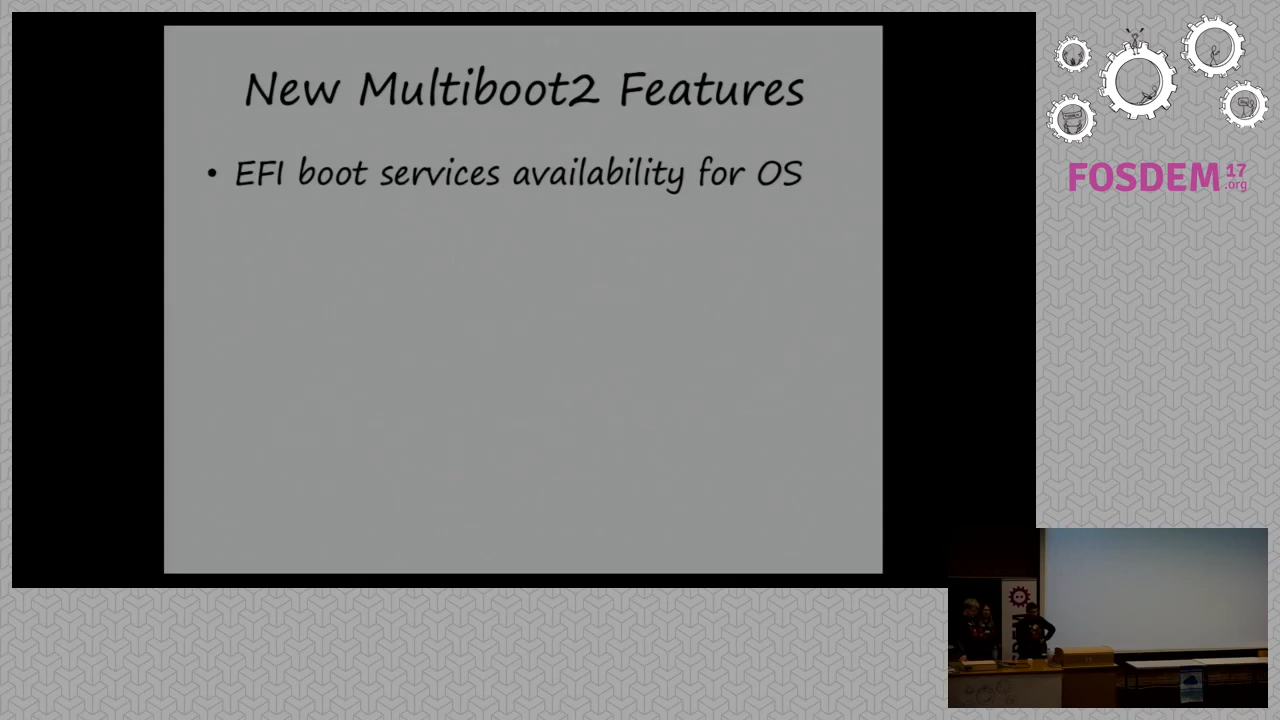 New Multiboot2 Features
• EFI boot services availability for OS
FOSDEM 17
.org